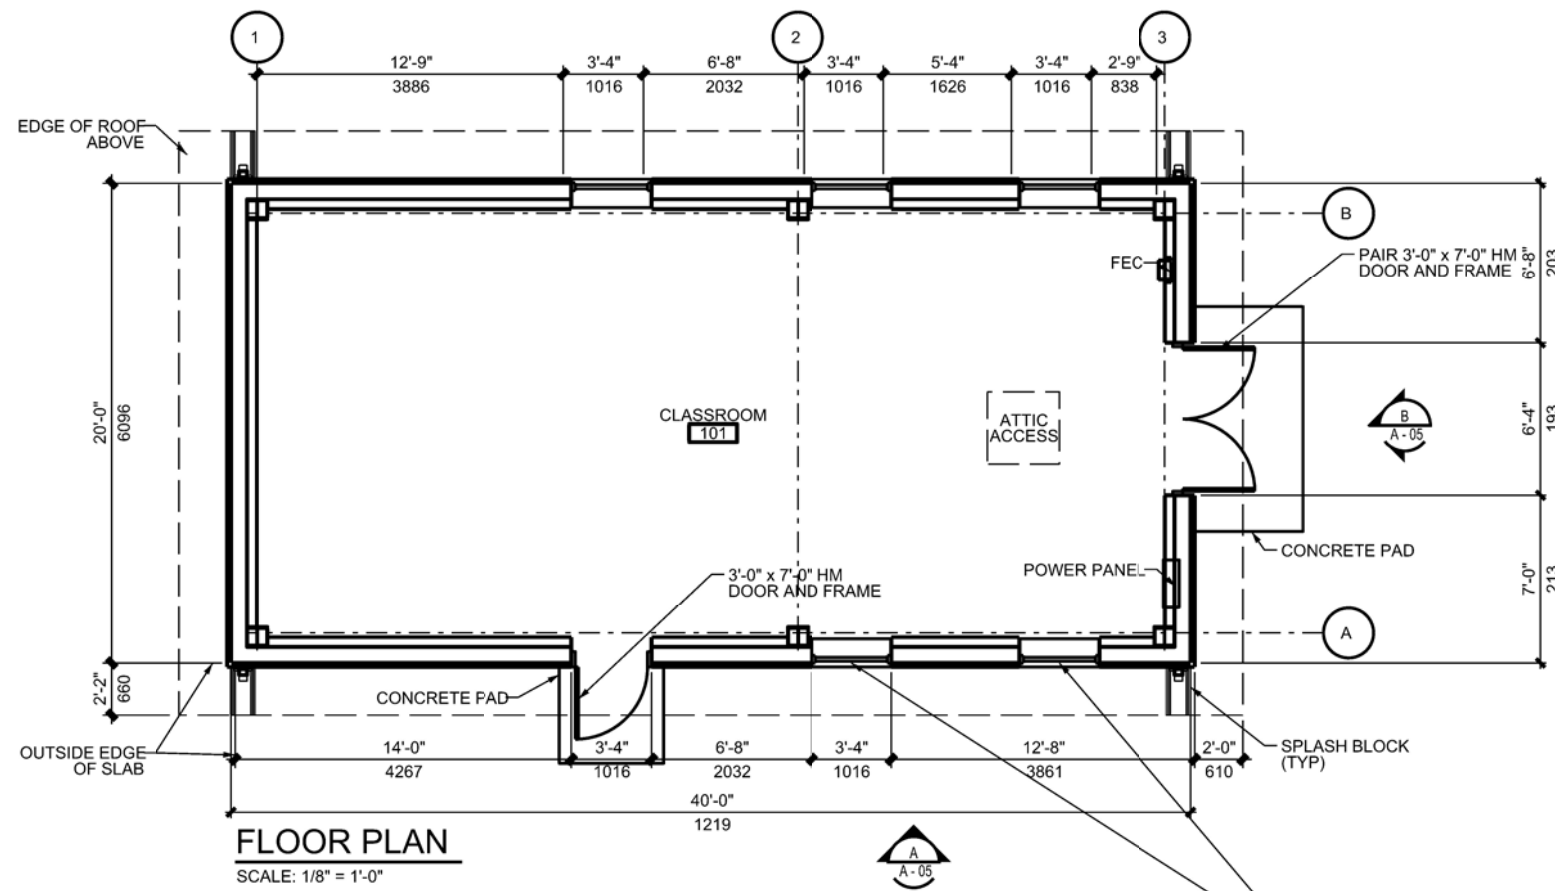 1
2
3
12'-9"
3886
3'-4"
1016
6'-8"
2032
3'-4"
1016
5'-4"
1626
3'-4"
1016
2'-9"
838
EDGE OF ROOF
ABOVE
B
FEC
PAIR 3'-0" x 7'-0" HM
DOOR AND FRAME
6'-8"
203
20'-0"
6096
CLASSROOM
101
ATTIC
ACCESS
6'-4"
193
B
A - 05
CONCRETE PAD
POWER PANEL
3'-0" x 7'-0" HM
DOOR AND FRAME
7'-0"
213
A
2'-2"
660
CONCRETE PAD
OUTSIDE EDGE
OF SLAB
14'-0"
4267
3'-4"
1016
6'-8"
2032
3'-4"
1016
12'-8"
3861
2'-0"
610
SPLASH BLOCK
(TYP)
40'-0"
1219
FLOOR PLAN
SCALE: 1/8" = 1'-0"
A
A - 05